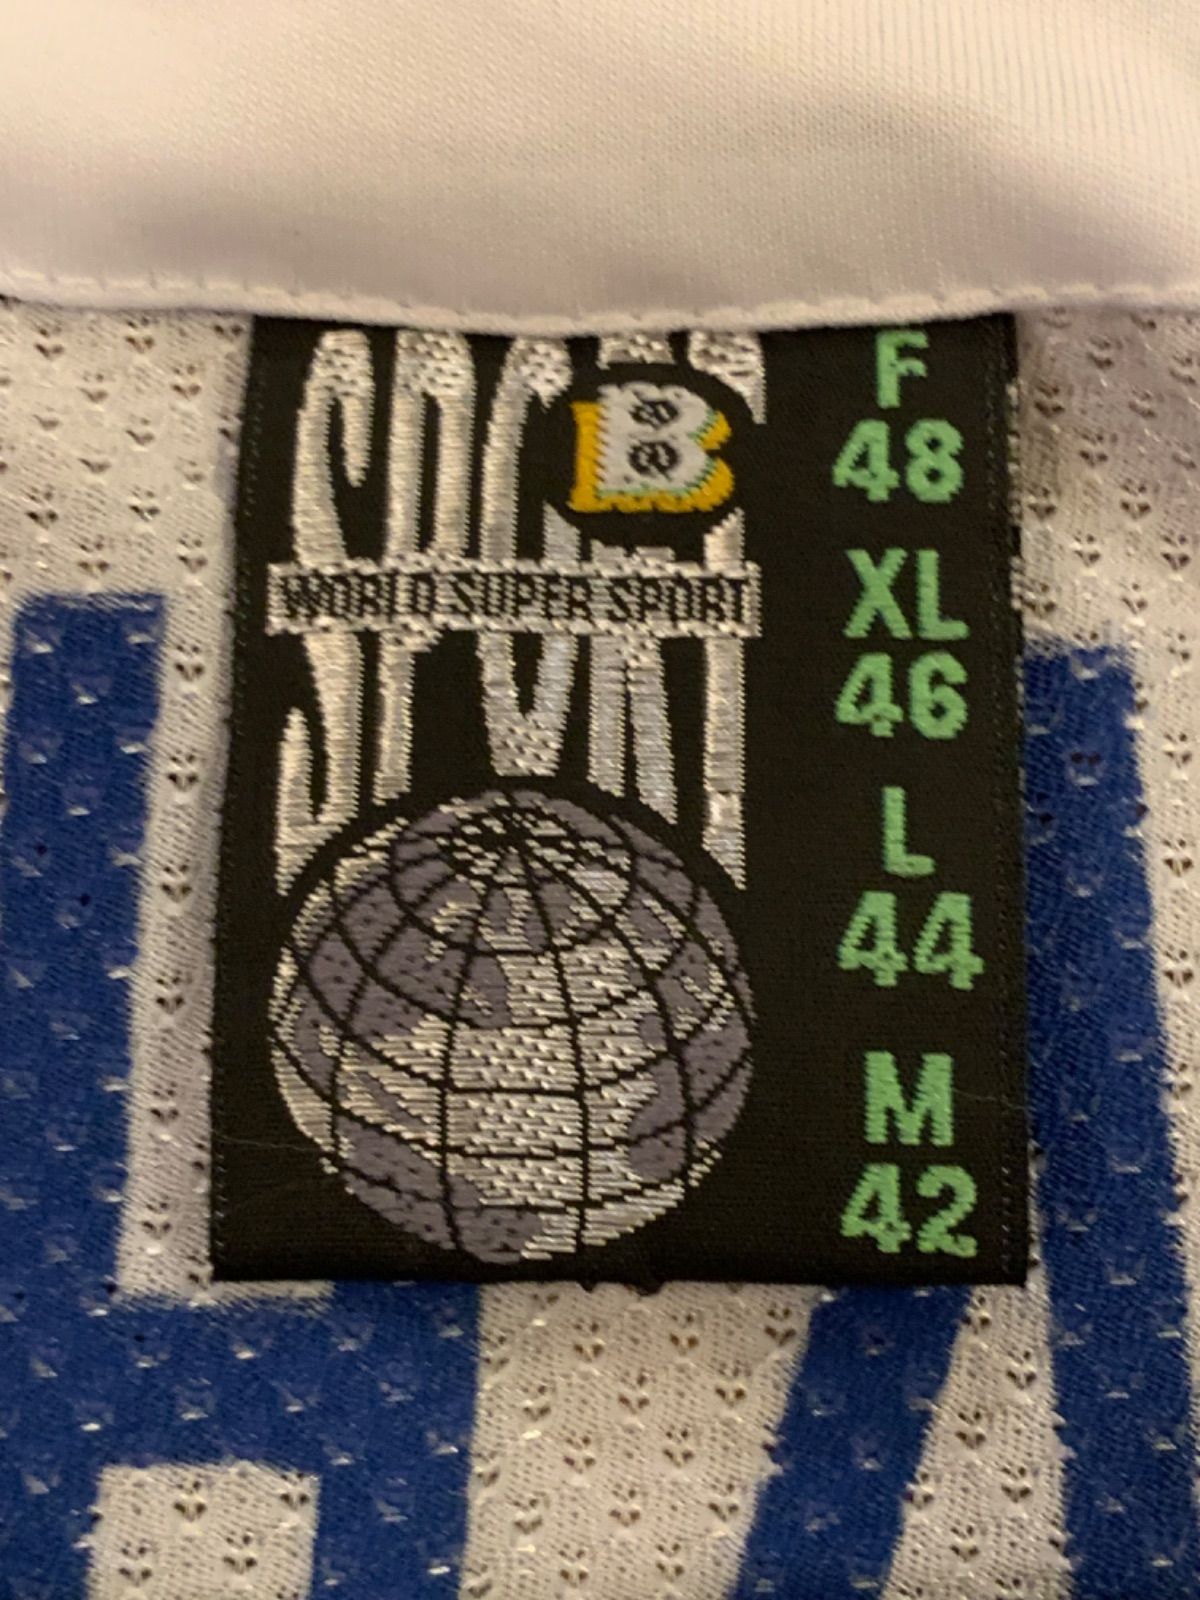 SPORT
B
WORLD SUPER SPORT
F
48
XL
46
L
44
M
42